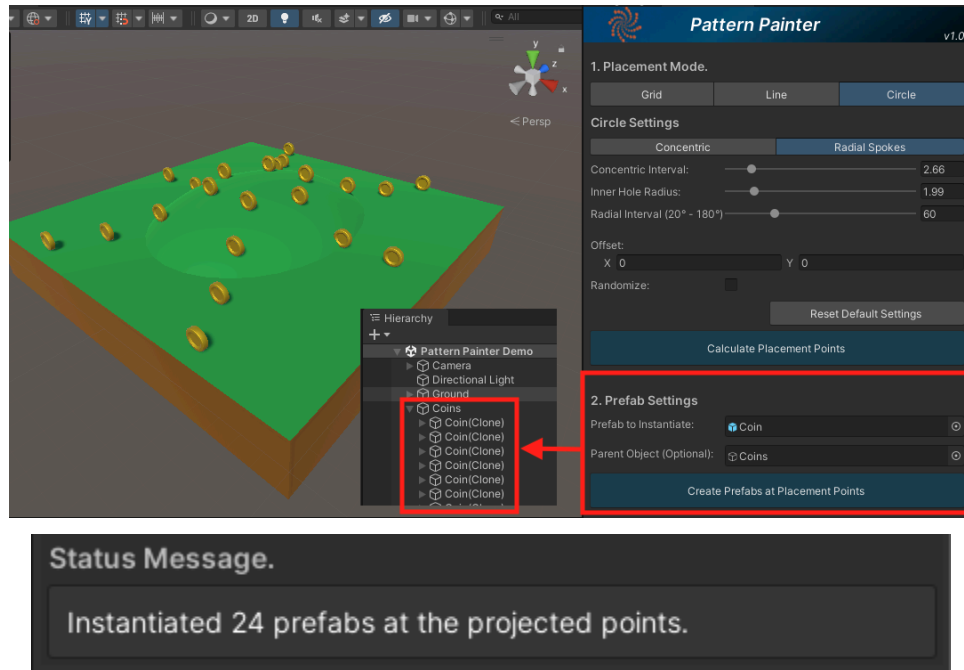 2D
All
y
z
x
Persp
Pattern Painter
v1.0
1. Placement Mode.
Grid
Line
Circle
Circle Settings
Concentric
Radial Spokes
Concentric Interval:
2.66
Inner Hole Radius:
1.99
Radial Interval (20° - 180°)
60
Offset:
X 0
Y 0
Randomize:
Reset Default Settings
Calculate Placement Points
Hierarchy
Pattern Painter Demo
Camera
Directional Light
Ground
Coins
Coin(Clone)
Coin(Clone)
Coin(Clone)
Coin(Clone)
Coin(Clone)
Coin(Clone)
2. Prefab Settings
Prefab to Instantiate:
Coin
Parent Object (Optional):
Coins
Create Prefabs at Placement Points
Status Message.
Instantiated 24 prefabs at the projected points.